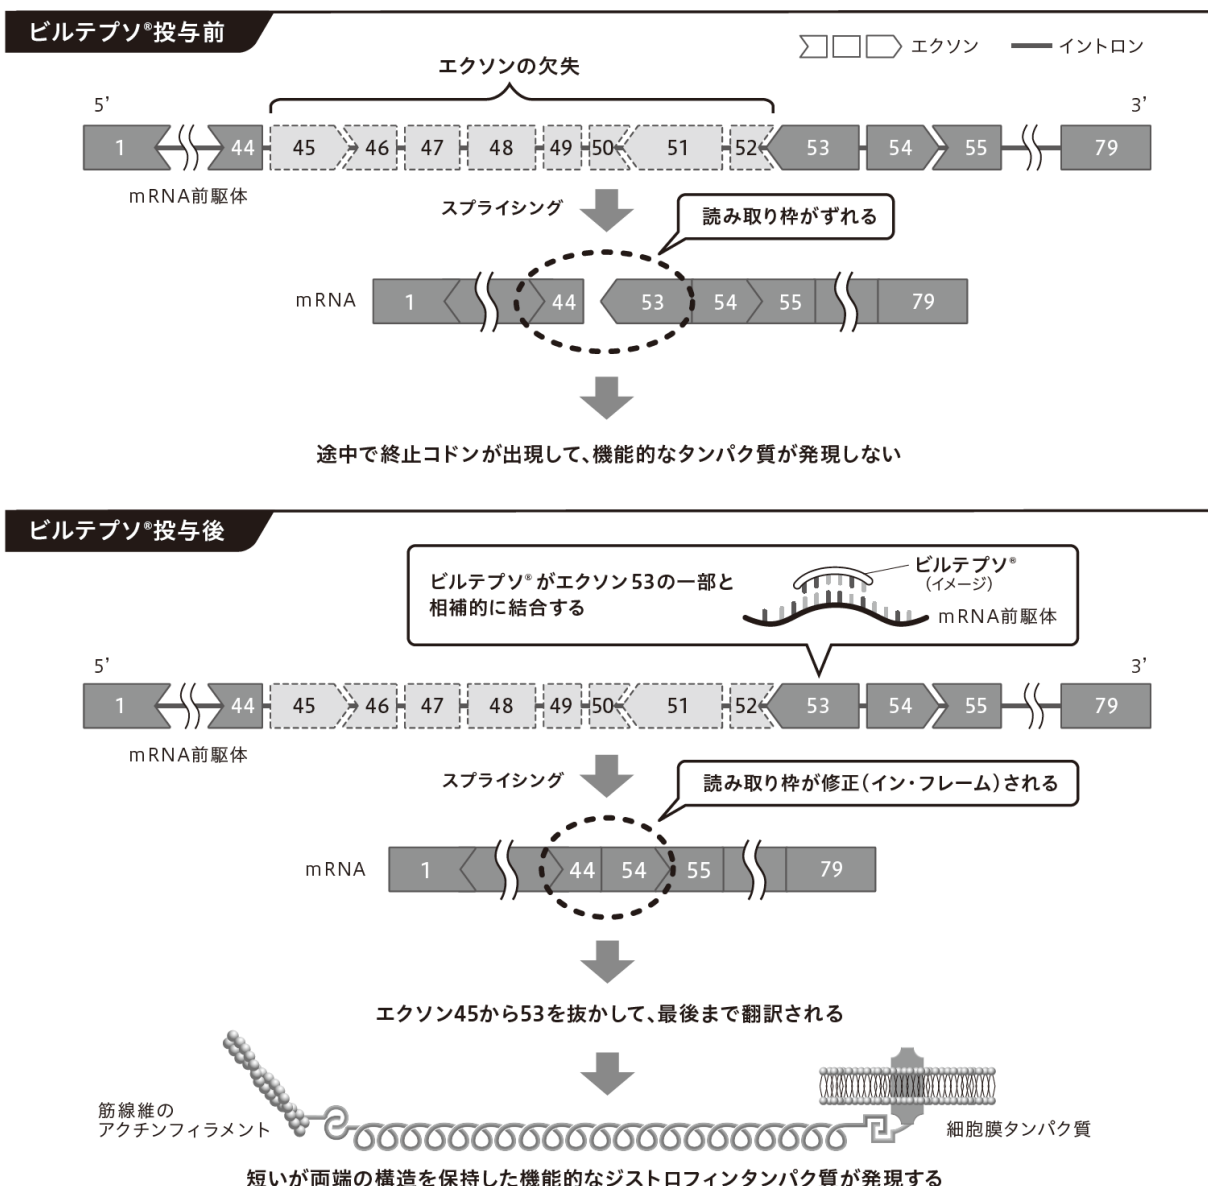 ビルテプソ®投与前
エクソン イントロン
エクソンの欠失
5’ 3’
1 44 45 46 47 48 49 50 51 52 53 54 55 79
mRNA前駆体
スプライシング
読み取り枠がずれる
mRNA 1 44 53 54 55 79
途中で終止コドンが出現して、機能的なタンパク質が発現しない
ビルテプソ®投与後
ビルテプソ®がエクソン53の一部と
相補的に結合する
ビルテプソ®
(イメージ)
mRNA前駆体
5’ 3’
1 44 45 46 47 48 49 50 51 52 53 54 55 79
mRNA前駆体
スプライシング
読み取り枠が修正(イン・フレーム)される
mRNA 1 44 54 55 79
エクソン45から53を抜かして、最後まで翻訳される
筋線維の
アクチンフィラメント
細胞膜タンパク質
短いが両端の構造を保持した機能的なジストロフィンタンパク質が発現する